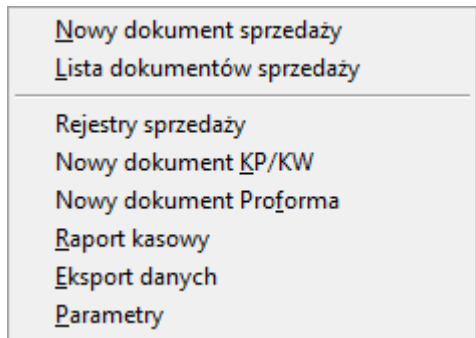 Nowy dokument sprzedaży
Lista dokumentów sprzedaży
Rejestry sprzedaży
Nowy dokument KP/KW
Nowy dokument Proforma
Raport kasowy
Eksport danych
Parametry